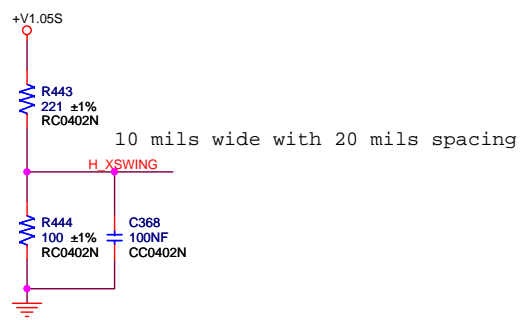 +V1.05S
R443
221 ±1%
RC0402N
10 mils wide with 20 mils spacing
H_XSWING
R444
100 ±1%
RC0402N
C368
100NF
CC0402N